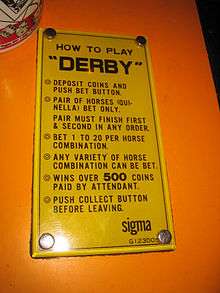 HOW TO PLAY
"DERBY"
DEPOSIT COINS AND
PUSH BET BUTTON.
PAIR OF HORSES (QUI-
NELLA) BET ONLY.
PAIR MUST FINISH FIRST
& SECOND IN ANY ORDER.
BET 1 TO 20 PER HORSE
COMBINATION.
ANY VARIETY OF HORSE
COMBINATION CAN BET.
WINS OVER 500 COINS
PAID BY ATTENDANT.
PUSH COLLECT BUTTON
BEFORE LEAVING.
sigma